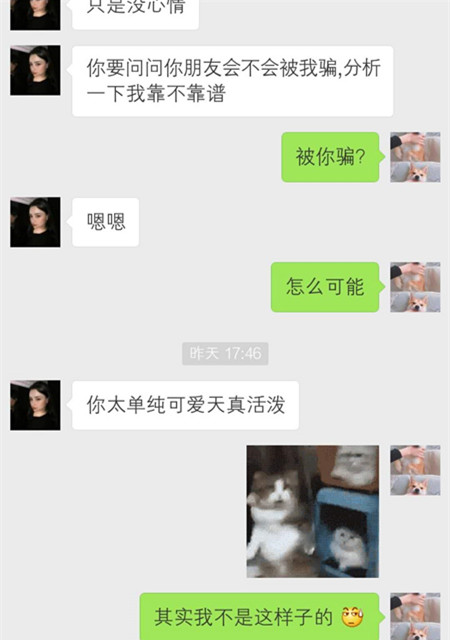 只是没心情
你要问问你朋友会不会被我骗,分析
一下我靠不靠谱
被你骗?
嗯嗯
怎么可能
昨天 17:46
你太单纯可爱天真活泼
其实我不是这样子的